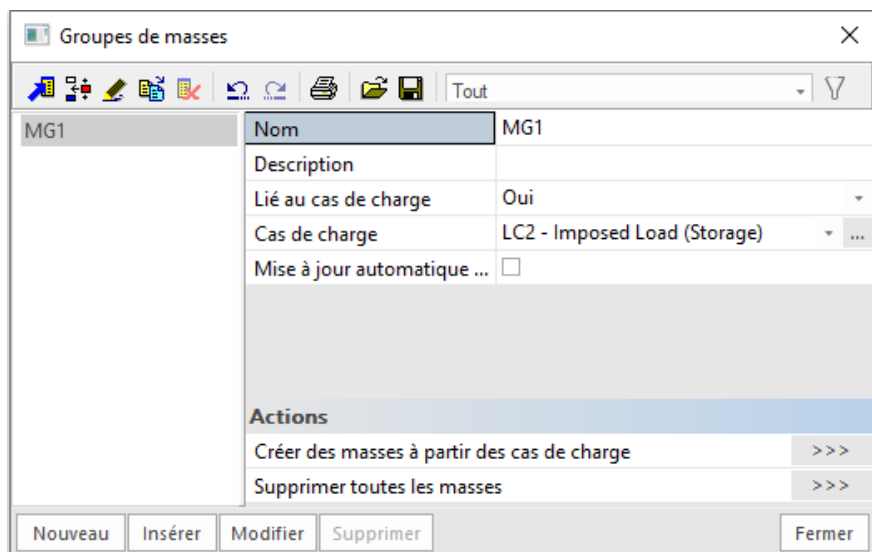 Groupes de masses
Tout
MG1
Nom MG1
Description
Lié au cas de charge Oui
Cas de charge LC2 - Imposed Load (Storage) ...
Mise à jour automatique ...
Actions
Créer des masses à partir des cas de charge >>>
Supprimer toutes les masses >>>
Nouveau Insérer Modifier Supprimer Fermer